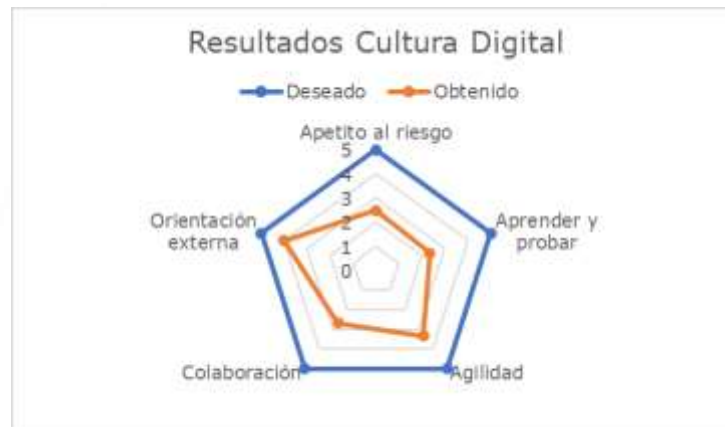 Resultados Cultura Digital
Deseado Obtenido
Apetito al riesgo
5
4
3
2
1
0
Orientación
externa
Aprender y
probar
Colaboración
Agilidad